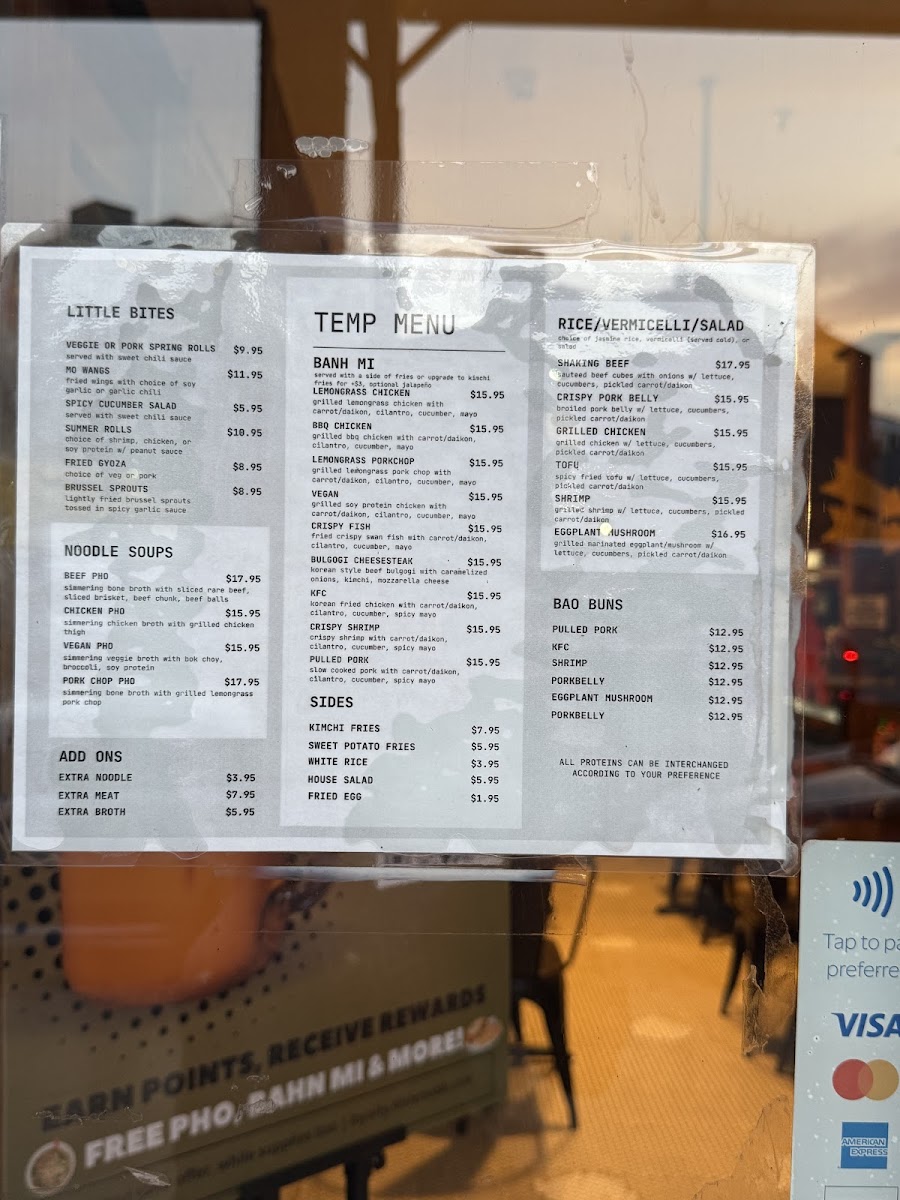 LITTLE BITES
VEGGIE OR PORK SPRING ROLLS $9.95
served with sweet chili sauce
MO WANGS $11.95
fried wings with choice of soy
garlic or garlic chili
SPICY CUCUMBER SALAD $5.95
served with sweet chili sauce
SUMMER ROLLS $10.95
choice of shrimp, chicken, or
soy protein w/ peanut sauce
FRIED GYOZA $8.95
choice of veg or pork
BRUSSEL SPROUTS $8.95
lightly fried brussel sprouts
tossed in spicy garlic sauce
NOODLE SOUPS
BEEF PHO $17.95
simmering bone broth with sliced rare beef,
sliced brisket, beef chunk, beef balls
CHICKEN PHO $15.95
simmering chicken broth with grilled chicken
thigh
VEGAN PHO $15.95
simmering veggie broth with bok choy,
broccoli, soy protein
PORK CHOP PHO $17.95
simmering bone broth with grilled lemongrass
pork chop
ADD ONS
EXTRA NOODLE $3.95
EXTRA MEAT $7.95
EXTRA BROTH $5.95
TEMP MENU
BANH MI
served with a side of fries or upgrade to kimchi
fries for +$3, optional jalapeño
LEMONGRASS CHICKEN $15.95
grilled lemongrass chicken with
carrot/daikon, cilantro, cucumber, mayo
BBQ CHICKEN $15.95
grilled bbq chicken with carrot/daikon,
cilantro, cucumber, mayo
LEMONGRASS PORKCHOP $15.95
grilled lemongrass pork chop with
carrot/daikon, cilantro, cucumber, mayo
VEGAN $15.95
grilled soy protein chicken with
carrot/daikon, cilantro, cucumber, mayo
CRISPY FISH $15.95
fried crispy swan fish with carrot/daikon,
cilantro, cucumber, mayo
BULGOGI CHEESESTEAK $15.95
korean style beef bulgogi with caramelized
onions, kimchi, mozzarella cheese
KFC $15.95
korean fried chicken with carrot/daikon,
cilantro, cucumber, spicy mayo
CRISPY SHRIMP $15.95
crispy shrimp with carrot/daikon,
cilantro, cucumber, spicy mayo
PULLED PORK $15.95
slow cooked pork with carrot/daikon,
cilantro, cucumber, spicy mayo
SIDES
KIMCHI FRIES $7.95
SWEET POTATO FRIES $5.95
WHITE RICE $3.95
HOUSE SALAD $5.95
FRIED EGG $1.95
RICE/VERMICELLI/SALAD
choice of jasmine rice, vermicelli (served cold), or
salad
SHAKING BEEF $17.95
sauteed beef cubes with onions w/ lettuce,
cucumbers, pickled carrot/daikon
CRISPY PORK BELLY $15.95
broiled pork belly w/ lettuce, cucumbers,
pickled carrot/daikon
GRILLED CHICKEN $15.95
grilled chicken w/ lettuce, cucumbers,
pickled carrot/daikon
TOFU $15.95
spicy fried tofu w/ lettuce, cucumbers,
pickled carrot/daikon
SHRIMP $15.95
grilled shrimp w/ lettuce, cucumbers, pickled
carrot/daikon
EGGPLANT MUSHROOM $16.95
grilled marinated eggplant/mushroom w/
lettuce, cucumbers, pickled carrot/daikon
BAO BUNS
PULLED PORK $12.95
KFC $12.95
SHRIMP $12.95
PORKBELLY $12.95
EGGPLANT MUSHROOM $12.95
PORKBELLY $12.95
ALL PROTEINS CAN BE INTERCHANGED
ACCORDING TO YOUR PREFERENCE
Tap to pa
preferre
VISA
AMERICAN
EXPRESS
EARN POINTS, RECEIVE REWARDS
FREE PHO, BAHN MI & MORE!